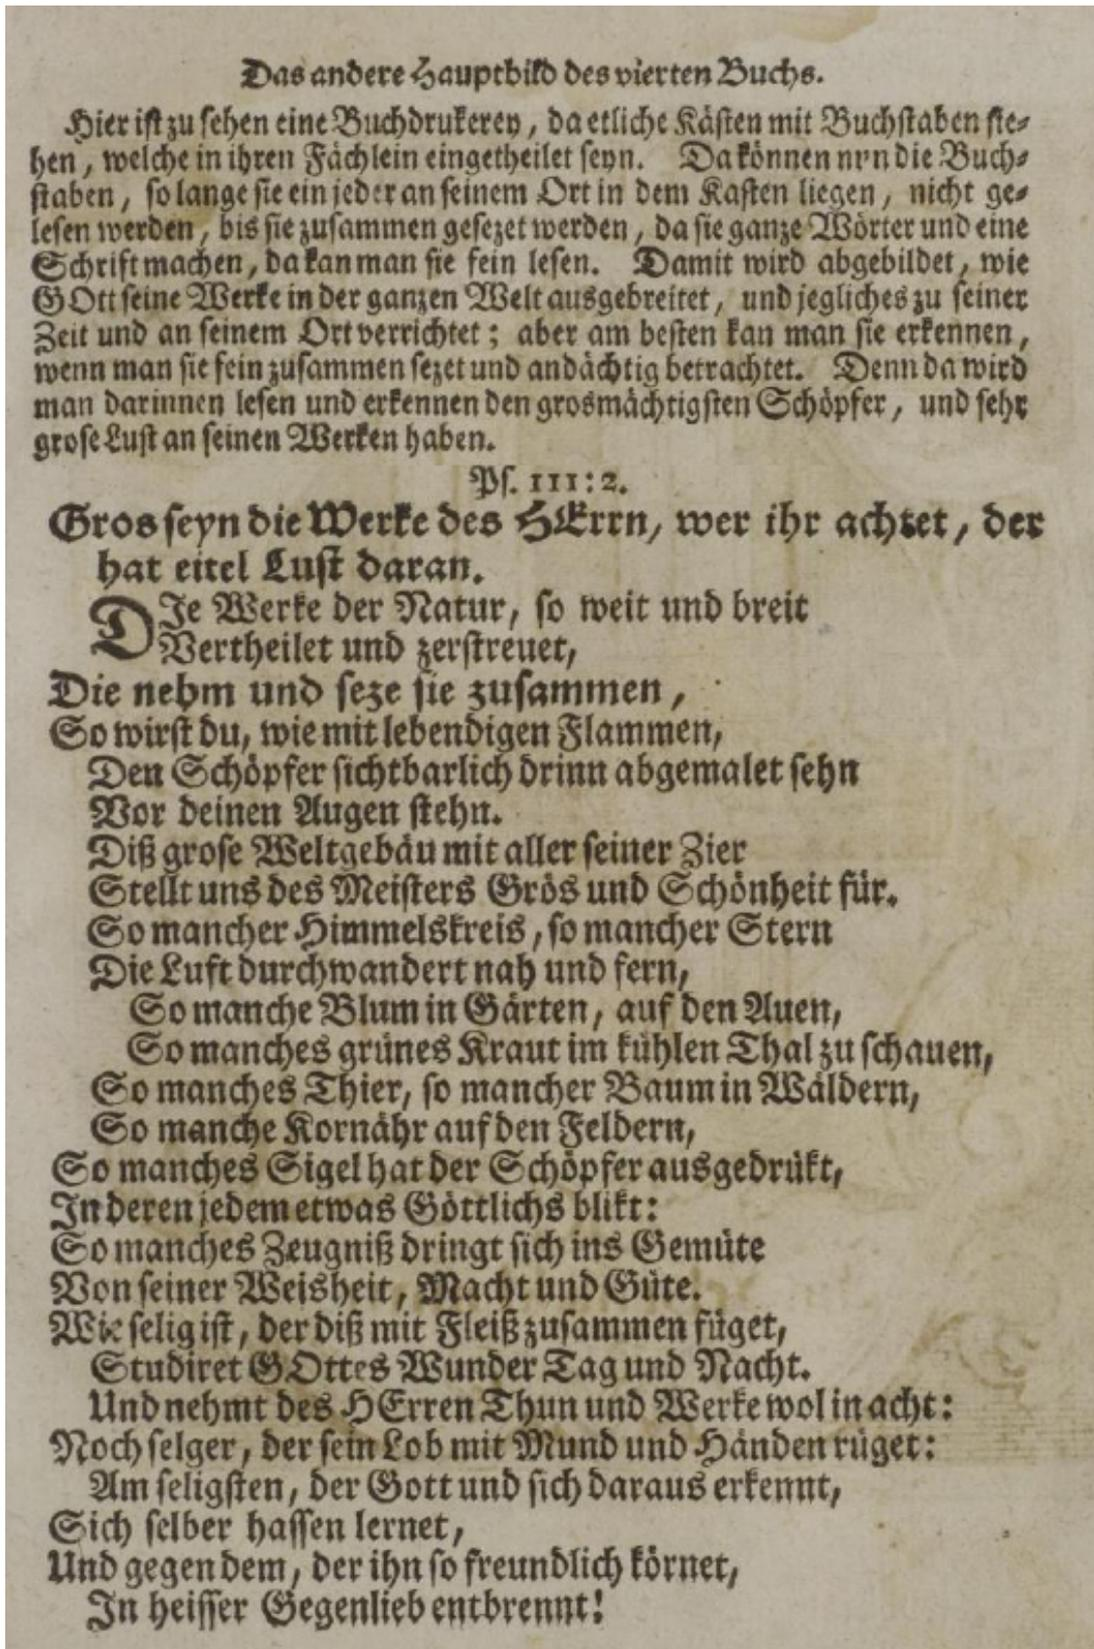 Das andere Hauptbild des vierten Buchs.
Hier ist zu sehen eine Buchdrukerey, da etliche Kästen mit Buchstaben ste-
hen, welche in ihren Fächlein eingetheilet seyn. Da können nun die Buch-
staben, so lange sie ein jeder an seinem Ort in dem Kasten liegen, nicht ge-
lesen werden, bis sie zusammen gesezet werden, da sie ganze Wörter und eine
Schrift machen, da kan man sie fein lesen. Damit wird abgebildet, wie
GOtt seine Werke in der ganzen Welt ausgebreitet, und jegliches zu seiner
Zeit und an seinem Ort verrichtet; aber am besten kan man sie erkennen,
wenn man sie fein zusammen sezet und andächtig betrachtet. Denn da wird
man darinnen lesen und erkennen den grosmächtigsten Schöpfer, und sehr
grose Lust an seinen Werken haben.
Ps. 111:2.
Gros seyn die Werke des HErrn, wer ihr achtet, der
hat eitel Lust daran.
DIe Werke der Natur, so weit und breit
Vertheilet und zerstreuet,
Die nehm und seze sie zusammen,
So wirst du, wie mit lebendigen Flammen,
Den Schöpfer sichtbarlich drinn abgemalet sehn
Vor deinen Augen stehn.
Diß grose Weltgebäu mit aller seiner Zier
Stellt uns des Meisters Grös und Schönheit für.
So mancher Himmelskreis, so mancher Stern
Die Luft durchwandert nah und fern,
So manche Blum in Gärten, auf den Auen,
So manches grünes Kraut im kühlen Thal zu schauen,
So manches Thier, so mancher Baum in Wäldern,
So manche Kornähr auf den Feldern,
So manches Sigel hat der Schöpfer ausgedrükt,
In deren jedem etwas Göttlichs blikt:
So manches Zeugniß dringt sich ins Gemüte
Von seiner Weisheit, Macht und Güte.
Wie selig ist, der diß mit Fleiß zusammen füget,
Studiret GOttes Wunder Tag und Nacht.
Und nehmt des HErren Thun und Werke wol in acht:
Noch selger, der sein Lob mit Mund und Händen rüget:
Am seligsten, der Gott und sich daraus erkennt,
Sich selber hassen lernet,
Und gegen dem, der ihn so freundlich körnet,
In heisser Gegenlieb entbrennt!